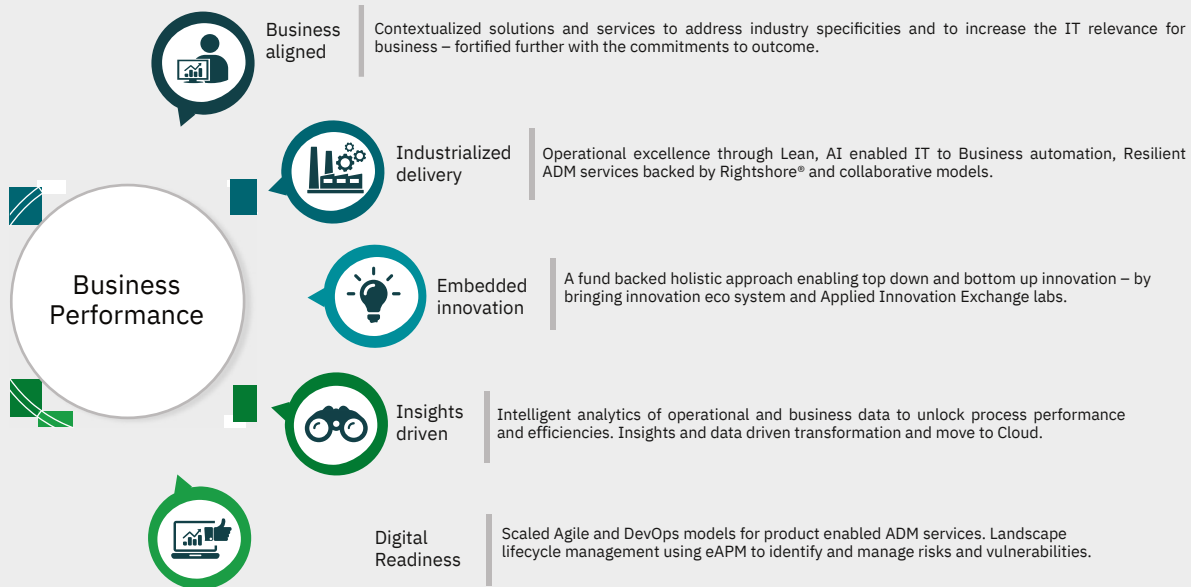 Business
aligned
Contextualized solutions and services to address industry specificities and to increase the IT relevance for
business – fortified further with the commitments to outcome.
Industrialized
delivery
Operational excellence through Lean, AI enabled IT to Business automation, Resilient
ADM services backed by Rightshore® and collaborative models.
Business
Performance
Embedded
innovation
A fund backed holistic approach enabling top down and bottom up innovation – by
bringing innovation eco system and Applied Innovation Exchange labs.
Insights
driven
Intelligent analytics of operational and business data to unlock process performance
and efficiencies. Insights and data driven transformation and move to Cloud.
Digital
Readiness
Scaled Agile and DevOps models for product enabled ADM services. Landscape
lifecycle management using eAPM to identify and manage risks and vulnerabilities.